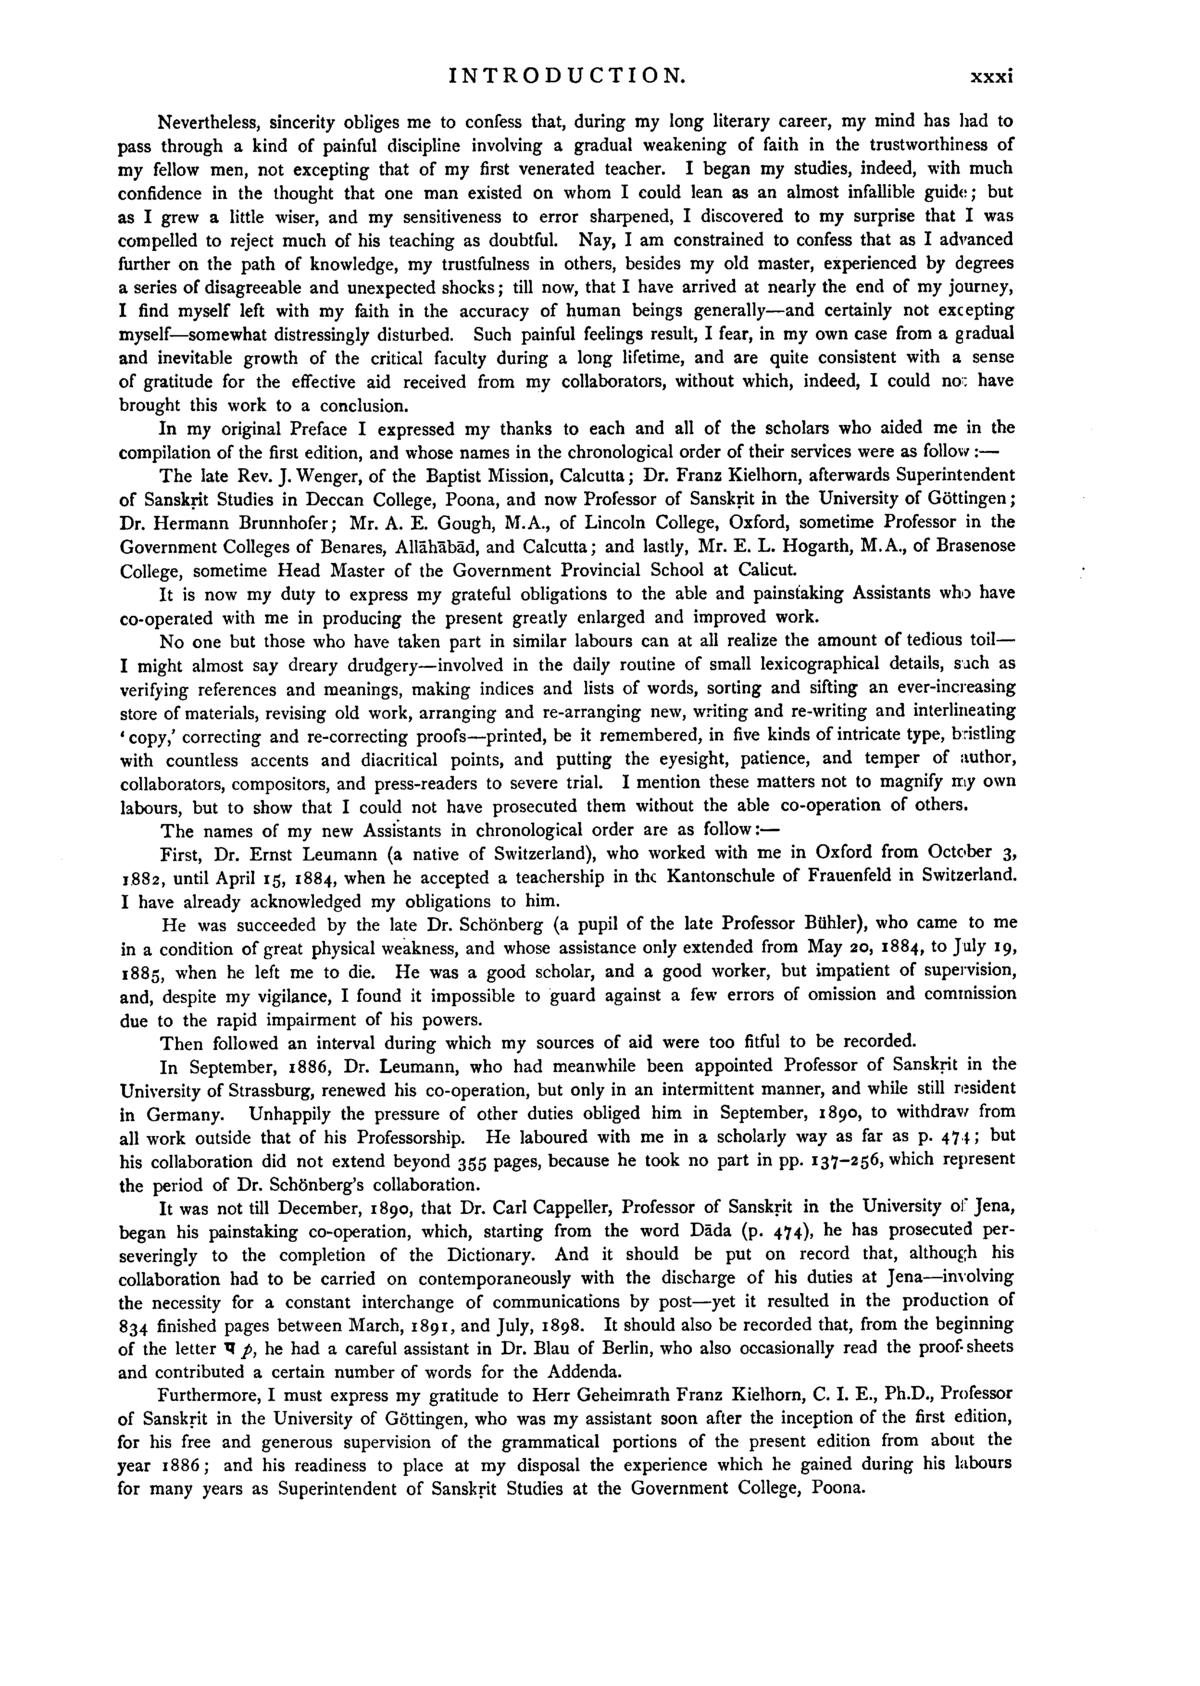 INTRODUCTION. xxxi
Nevertheless, sincerity obliges me to confess that, during my long literary career, my mind has had to
pass through a kind of painful discipline involving a gradual weakening of faith in the trustworthiness of
my fellow men, not excepting that of my first venerated teacher. I began my studies, indeed, with much
confidence in the thought that one man existed on whom I could lean as an almost infallible guide; but
as I grew a little wiser, and my sensitiveness to error sharpened, I discovered to my surprise that I was
compelled to reject much of his teaching as doubtful. Nay, I am constrained to confess that as I advanced
further on the path of knowledge, my trustfulness in others, besides my old master, experienced by degrees
a series of disagreeable and unexpected shocks; till now, that I have arrived at nearly the end of my journey,
I find myself left with my faith in the accuracy of human beings generally—and certainly not excepting
myself—somewhat distressingly disturbed. Such painful feelings result, I fear, in my own case from a gradual
and inevitable growth of the critical faculty during a long lifetime, and are quite consistent with a sense
of gratitude for the effective aid received from my collaborators, without which, indeed, I could not have
brought this work to a conclusion.
In my original Preface I expressed my thanks to each and all of the scholars who aided me in the
compilation of the first edition, and whose names in the chronological order of their services were as follow:—
The late Rev. J. Wenger, of the Baptist Mission, Calcutta; Dr. Franz Kielhorn, afterwards Superintendent
of Sanskṛit Studies in Deccan College, Poona, and now Professor of Sanskṛit in the University of Göttingen;
Dr. Hermann Brunnhofer; Mr. A. E. Gough, M.A., of Lincoln College, Oxford, sometime Professor in the
Government Colleges of Benares, Allāhābād, and Calcutta; and lastly, Mr. E. L. Hogarth, M.A., of Brasenose
College, sometime Head Master of the Government Provincial School at Calicut.
It is now my duty to express my grateful obligations to the able and painstaking Assistants who have
co-operated with me in producing the present greatly enlarged and improved work.
No one but those who have taken part in similar labours can at all realize the amount of tedious toil—
I might almost say dreary drudgery—involved in the daily routine of small lexicographical details, such as
verifying references and meanings, making indices and lists of words, sorting and sifting an ever-increasing
store of materials, revising old work, arranging and re-arranging new, writing and re-writing and interlineating
‘copy,’ correcting and re-correcting proofs—printed, be it remembered, in five kinds of intricate type, bristling
with countless accents and diacritical points, and putting the eyesight, patience, and temper of author,
collaborators, compositors, and press-readers to severe trial. I mention these matters not to magnify my own
labours, but to show that I could not have prosecuted them without the able co-operation of others.
The names of my new Assistants in chronological order are as follow:—
First, Dr. Ernst Leumann (a native of Switzerland), who worked with me in Oxford from October 3,
1882, until April 15, 1884, when he accepted a teachership in the Kantonschule of Frauenfeld in Switzerland.
I have already acknowledged my obligations to him.
He was succeeded by the late Dr. Schönberg (a pupil of the late Professor Bühler), who came to me
in a condition of great physical weakness, and whose assistance only extended from May 20, 1884, to July 19,
1885, when he left me to die. He was a good scholar, and a good worker, but impatient of supervision,
and, despite my vigilance, I found it impossible to guard against a few errors of omission and commission
due to the rapid impairment of his powers.
Then followed an interval during which my sources of aid were too fitful to be recorded.
In September, 1886, Dr. Leumann, who had meanwhile been appointed Professor of Sanskṛit in the
University of Strassburg, renewed his co-operation, but only in an intermittent manner, and while still resident
in Germany. Unhappily the pressure of other duties obliged him in September, 1890, to withdraw from
all work outside that of his Professorship. He laboured with me in a scholarly way as far as p. 474; but
his collaboration did not extend beyond 355 pages, because he took no part in pp. 137–256, which represent
the period of Dr. Schönberg's collaboration.
It was not till December, 1890, that Dr. Carl Cappeller, Professor of Sanskṛit in the University of Jena,
began his painstaking co-operation, which, starting from the word Dāda (p. 474), he has prosecuted per-
severingly to the completion of the Dictionary. And it should be put on record that, although his
collaboration had to be carried on contemporaneously with the discharge of his duties at Jena—involving
the necessity for a constant interchange of communications by post—yet it resulted in the production of
834 finished pages between March, 1891, and July, 1898. It should also be recorded that, from the beginning
of the letter प p, he had a careful assistant in Dr. Blau of Berlin, who also occasionally read the proof-sheets
and contributed a certain number of words for the Addenda.
Furthermore, I must express my gratitude to Herr Geheimrath Franz Kielhorn, C. I. E., Ph.D., Professor
of Sanskṛit in the University of Göttingen, who was my assistant soon after the inception of the first edition,
for his free and generous supervision of the grammatical portions of the present edition from about the
year 1886; and his readiness to place at my disposal the experience which he gained during his labours
for many years as Superintendent of Sanskṛit Studies at the Government College, Poona.